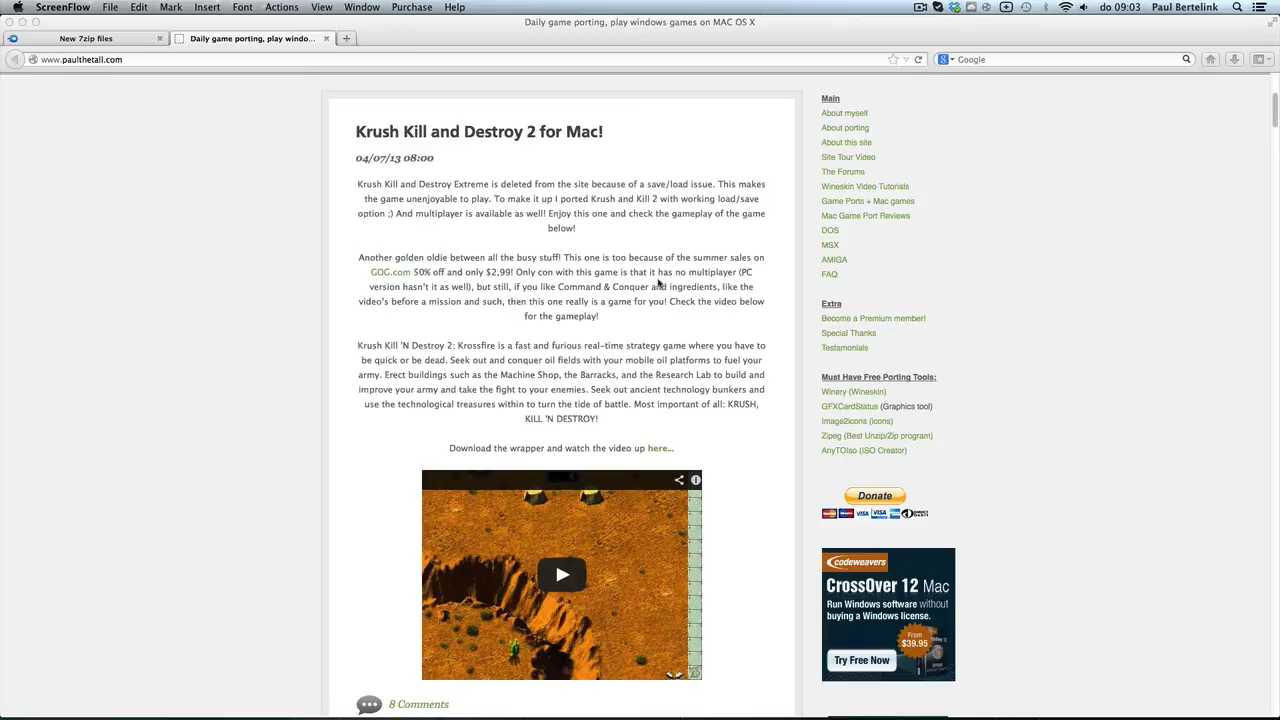 ScreenFlow File Edit Mark Insert Font Actions View Window Purchase Help do 09:03 Paul Bertelink
Daily game porting, play windows games on MAC OS X
New 7zip files × Daily game porting, play windo... × +
www.paulthetall.com Google
Krush Kill and Destroy 2 for Mac!
04/07/13 08:00
Krush Kill and Destroy Extreme is deleted from the site because of a save/load issue. This makes
the game unenjoyable to play. To make it up I ported Krush and Kill 2 with working load/save
option ;) And multiplayer is available as well! Enjoy this one and check the gameplay of the game
below!
Another golden oldie between all the busy stuff! This one is too because of the summer sales on
GOG.com 50% off and only $2,99! Only con with this game is that it has no multiplayer (PC
version hasn't it as well), but still, if you like Command & Conquer and ingredients, like the
video's before a mission and such, then this one really is a game for you! Check the video below
for the gameplay!
Krush Kill 'N Destroy 2: Krossfire is a fast and furious real-time strategy game where you have to
be quick or be dead. Seek out and conquer oil fields with your mobile oil platforms to fuel your
army. Erect buildings such as the Machine Shop, the Barracks, and the Research Lab to build and
improve your army and take the fight to your enemies. Seek out ancient technology bunkers and
use the technological treasures within to turn the tide of battle. Most important of all: KRUSH,
KILL 'N DESTROY!
Download the wrapper and watch the video up here...
8 Comments
Main
About myself
About porting
About this site
Site Tour Video
The Forums
Wineskin Video Tutorials
Game Ports + Mac games
Mac Game Port Reviews
DOS
MSX
AMIGA
FAQ
Extra
Become a Premium member!
Special Thanks
Testamonials
Must Have Free Porting Tools:
Winery (Wineskin)
GFXCardStatus (Graphics tool)
Image2icons (icons)
Zipeg (Best Unzip/Zip program)
AnyTOIso (ISO Creator)
Donate
VISA VISA
codeweavers
CrossOver 12 Mac
Run Windows software without
buying a Windows license.
From
$39.95
Try Free Now